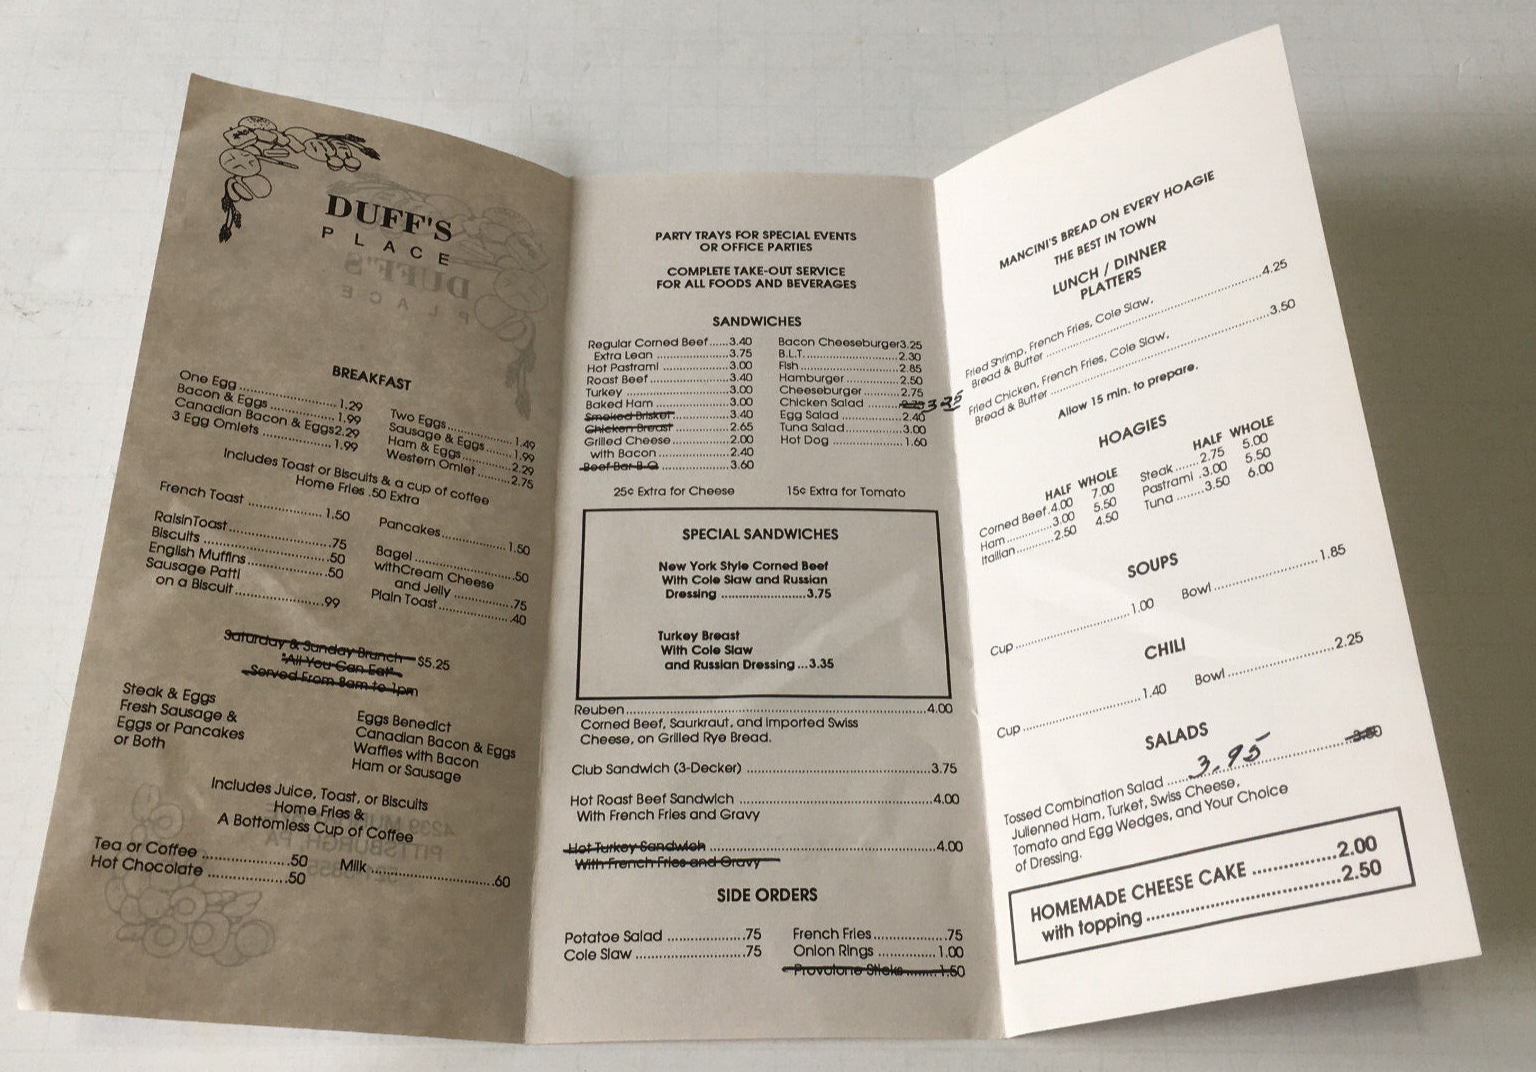 DUFF'S
PLACE
BREAKFAST
One Egg ..................... 1.29
Bacon & Eggs ............... 1.99
Canadian Bacon & Eggs2.29
3 Egg Omlets ................ 1.99
Two Eggs ................. 1.49
Sausage & Eggs ....... 1.99
Ham & Eggs ............ 2.29
Western Omlet ......... 2.75
Includes Toast or Biscuits & a cup of coffee
Home Fries .50 Extra
French Toast ................ 1.50
Pancakes ................ 1.50
RaisinToast .................. .75
Biscuits ....................... .50
English Muffins .............. .50
Sausage Patti
on a Biscuit ................ .99
Bagel ....................... .50
withCream Cheese
and Jelly ............... .75
Plain Toast ................ .40
Saturday & Sunday Brunch $5.25
"All You Can Eat"
Served From 8am to 1pm
Steak & Eggs
Fresh Sausage &
Eggs or Pancakes
or Both
Eggs Benedict
Canadian Bacon & Eggs
Waffles with Bacon
Ham or Sausage
Includes Juice, Toast, or Biscuits
Home Fries &
A Bottomless Cup of Coffee
Tea or Coffee .................. .50
Hot Chocolate ................. .50
Milk ........................... .60
PARTY TRAYS FOR SPECIAL EVENTS
OR OFFICE PARTIES
COMPLETE TAKE-OUT SERVICE
FOR ALL FOODS AND BEVERAGES
SANDWICHES
Regular Corned Beef ...... 3.40
Extra Lean ..................... 3.75
Hot Pastrami .................. 3.00
Roast Beef ..................... 3.40
Turkey .......................... 3.00
Baked Ham .................... 3.00
Smoked Brisket ............... 3.40
Chicken Breast ................ 2.65
Grilled Cheese ................. 2.00
with Bacon .................... 2.40
Beef Bar-B-Q .................. 3.60
Bacon Cheeseburger3.25
B.L.T. ............................ 2.30
Fish ............................... 2.85
Hamburger .................... 2.50
Cheeseburger ................. 2.75
Chicken Salad ........ 2.75 3.25
Egg Salad ...................... 2.40
Tuna Salad ..................... 3.00
Hot Dog ......................... 1.60
25¢ Extra for Cheese
15¢ Extra for Tomato
SPECIAL SANDWICHES
New York Style Corned Beef
With Cole Slaw and Russian
Dressing ........................ 3.75
Turkey Breast
With Cole Slaw
and Russian Dressing ... 3.35
Reuben .......................................................... 4.00
Corned Beef, Saurkraut, and Imported Swiss
Cheese, on Grilled Rye Bread.
Club Sandwich (3-Decker) ................................. 3.75
Hot Roast Beef Sandwich .................................. 4.00
With French Fries and Gravy
Hot Turkey Sandwich ........................................ 4.00
With French Fries and Gravy
SIDE ORDERS
Potatoe Salad ................. .75
Cole Slaw ....................... .75
French Fries ................... .75
Onion Rings .................. 1.00
Provolone Sticks ......... 1.50
MANCINI'S BREAD ON EVERY HOAGIE
THE BEST IN TOWN
LUNCH / DINNER
PLATTERS
Fried Shrimp, French Fries, Cole Slaw,
Bread & Butter ........................................ 4.25
Fried Chicken, French Fries, Cole Slaw,
Bread & Butter ........................................ 3.50
Allow 15 min. to prepare.
HOAGIES
HALF WHOLE
Corned Beef .4.00 7.00
Ham ............ 3.00 5.50
Itallian .......... 2.50 4.50
HALF WHOLE
Steak ...... 2.75 5.00
Pastrami .3.00 5.50
Tuna ....... 3.50 6.00
SOUPS
Cup ........................... 1.00 Bowl ........................... 1.85
CHILI
Cup ........................... 1.40 Bowl ........................... 2.25
SALADS
Tossed Combination Salad ...... 3.95 ...... 3.50
Julienned Ham, Turket, Swiss Cheese,
Tomato and Egg Wedges, and Your Choice
of Dressing.
HOMEMADE CHEESE CAKE ............. 2.00
with topping ............................... 2.50